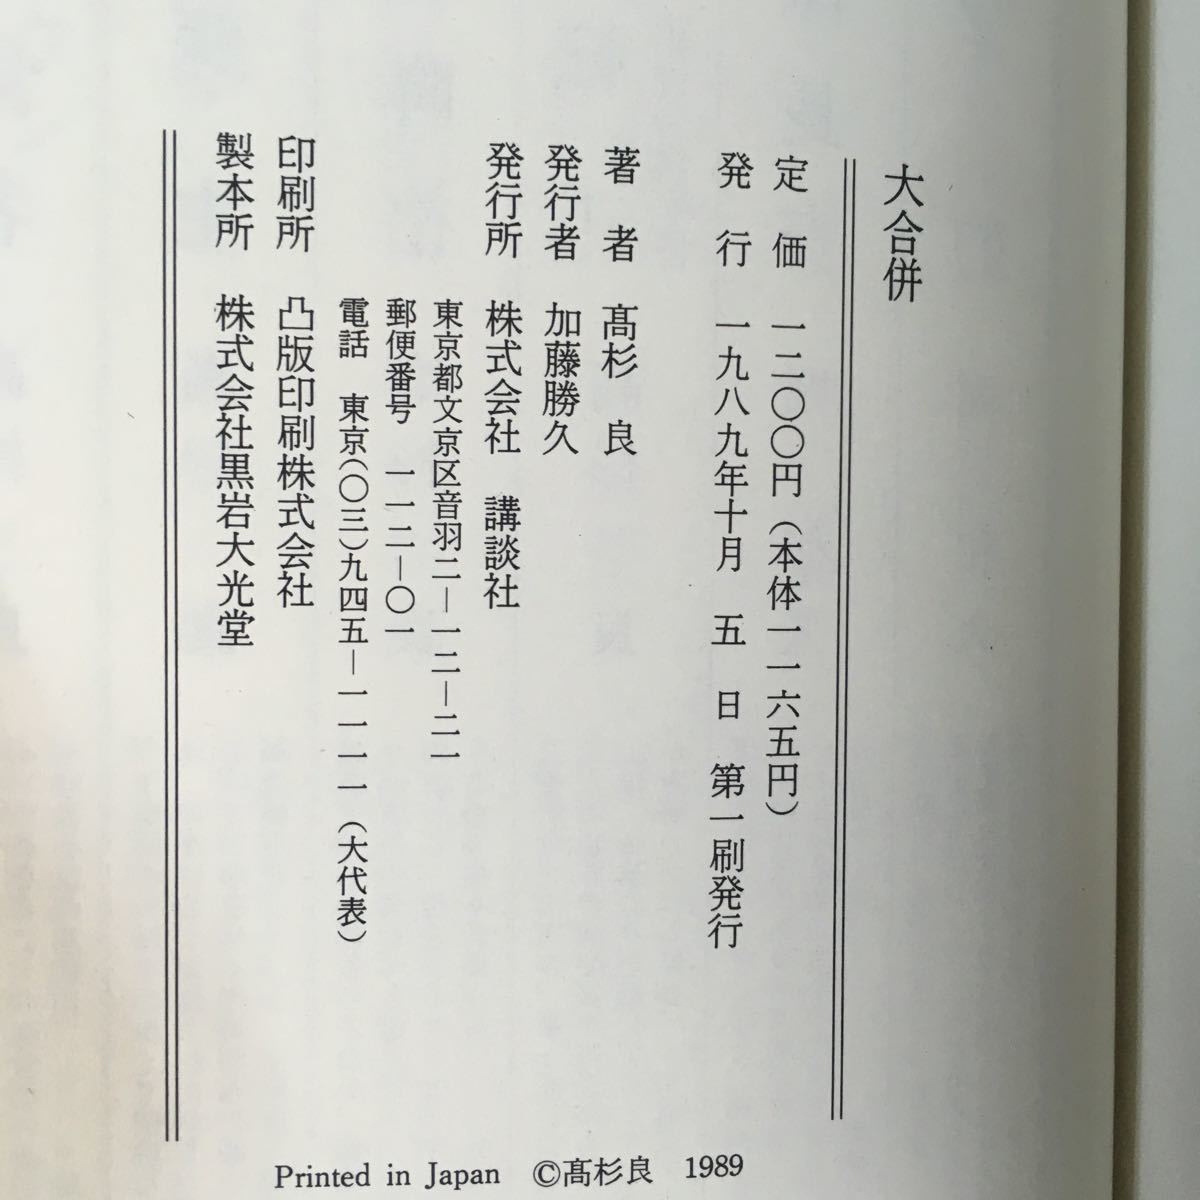 大合併
定価 一二〇〇円(本体一一六五円)
発行 一九八九年十月 五 日 第一刷発行
著者 髙杉 良
発行者 加藤勝久
発行所 株式会社 講談社
東京都文京区音羽二―一二―二一
郵便番号 一一二―〇一
電話 東京(〇三)九四五―一一一一(大代表)
印刷所 凸版印刷株式会社
製本所 株式会社黒岩大光堂
Printed in Japan ©髙杉良 1989